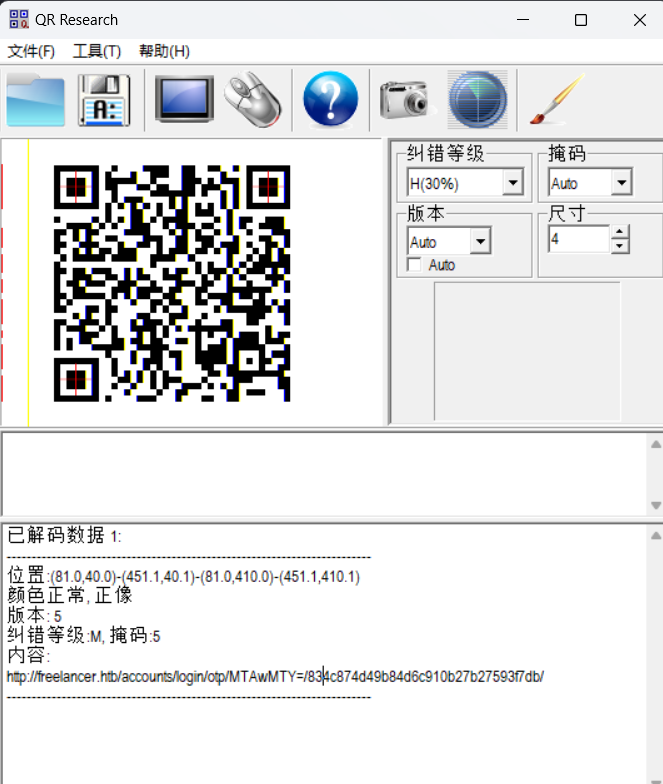 QR Research
文件(F) 工具(T) 帮助(H)
A:
?
纠错等级 掩码
H(30%) Auto
版本 尺寸
Auto 4
Auto
已解码数据 1:
---------------------------------------------------------------------------
位置:(81.0,40.0)-(451.1,40.1)-(81.0,410.0)-(451.1,410.1)
颜色正常, 正像
版本: 5
纠错等级:M, 掩码:5
内容:
http://freelancer.htb/accounts/login/otp/MTAwMTY=/834c874d49b84d6c910b27b27593f7db/
---------------------------------------------------------------------------